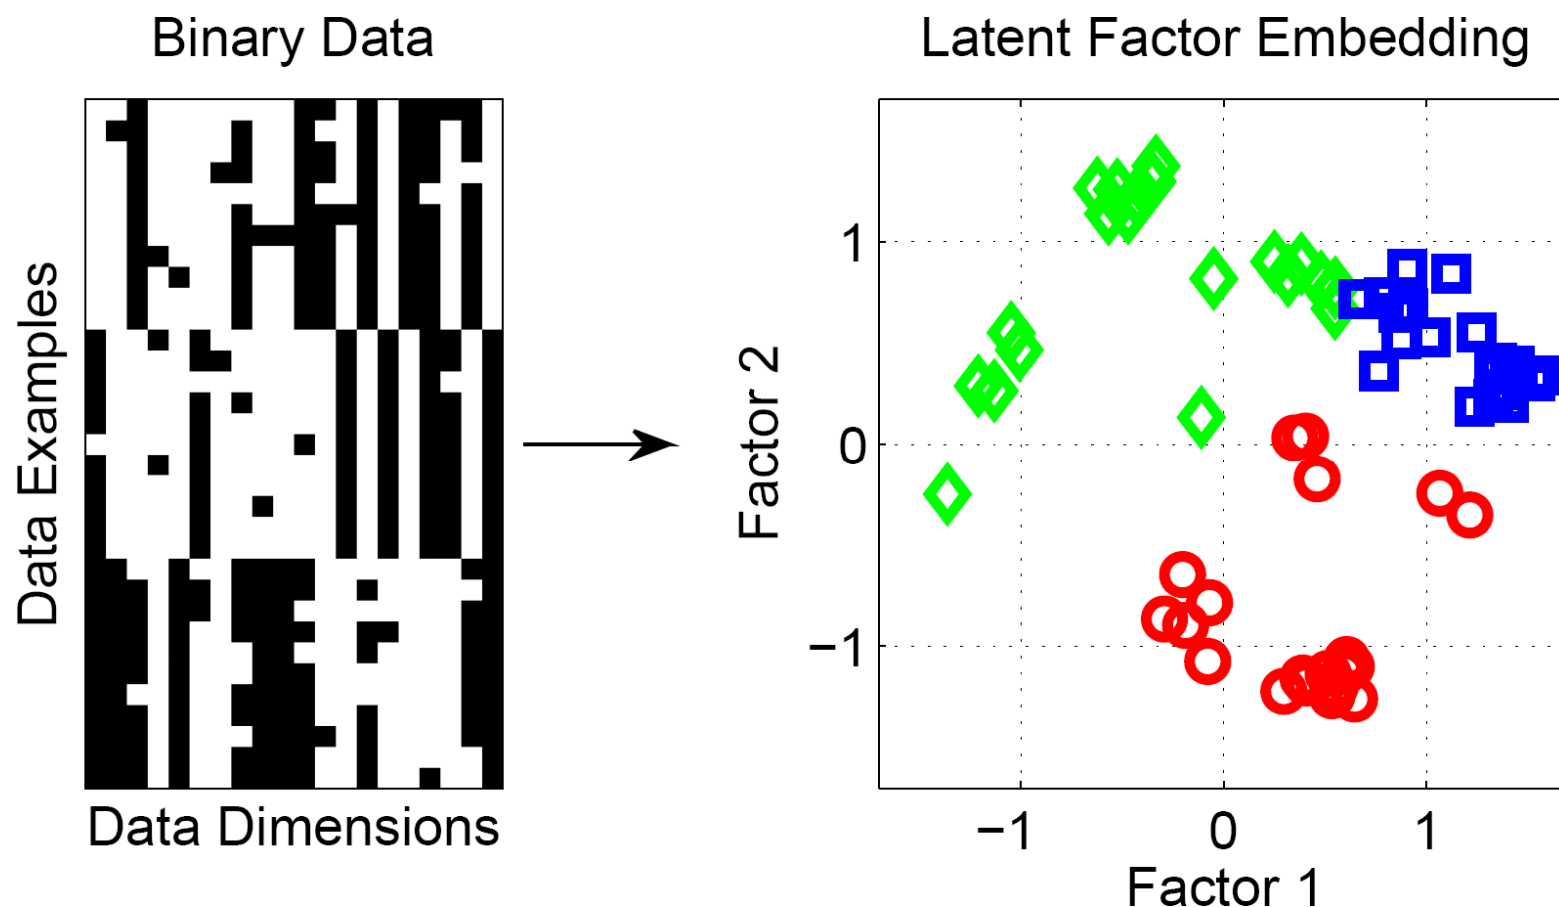 Binary Data
Data Examples
Data Dimensions
Latent Factor Embedding
Factor 2
1
0
−1
−1
0
1
Factor 1